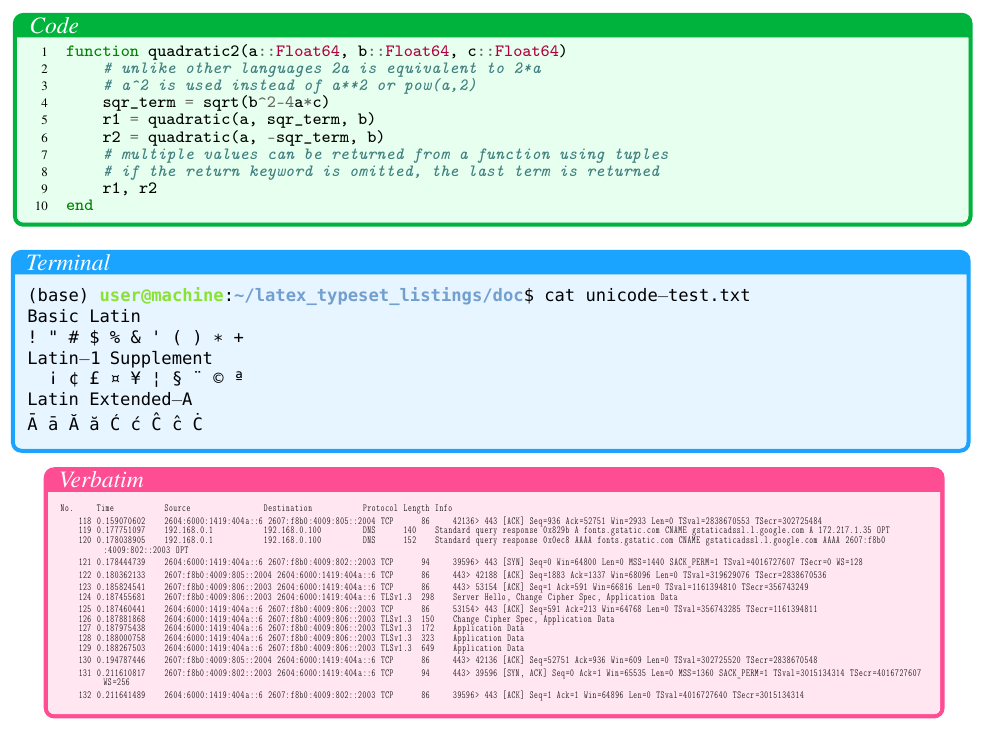 Code
1 function quadratic2(a::Float64, b::Float64, c::Float64)
2 # unlike other languages 2a is equivalent to 2*a
3 # a^2 is used instead of a**2 or pow(a,2)
4 sqr_term = sqrt(b^2-4a*c)
5 r1 = quadratic(a, sqr_term, b)
6 r2 = quadratic(a, -sqr_term, b)
7 # multiple values can be returned from a function using tuples
8 # if the return keyword is omitted, the last term is returned
9 r1, r2
10 end
Terminal
(base) user@machine:~/latex_typeset_listings/doc$ cat unicode–test.txt
Basic Latin
! " # $ % & ' ( ) * +
Latin–1 Supplement
¡ ¢ £ ¤ ¥ ¦ § ¨ © ª
Latin Extended–A
Ā ā Ă ă Ć ć Ĉ ĉ Ċ
Verbatim
No. Time Source Destination Protocol Length Info
118 0.159070602 2604:6000:1419:404a::6 2607:f8b0:4009:805::2004 TCP 86 42136> 443 [ACK] Seq=936 Ack=52751 Win=2933 Len=0 TSval=2838670553 TSecr=302725484
119 0.177751097 192.168.0.1 192.168.0.100 DNS 140 Standard query response 0x829b A fonts.gstatic.com CNAME gstaticadssl.l.google.com A 172.217.1.35 OPT
120 0.178038905 192.168.0.1 192.168.0.100 DNS 152 Standard query response 0x0ec8 AAAA fonts.gstatic.com CNAME gstaticadssl.l.google.com AAAA 2607:f8b0
:4009:802::2003 OPT
121 0.178444739 2604:6000:1419:404a::6 2607:f8b0:4009:802::2003 TCP 94 39596> 443 [SYN] Seq=0 Win=64800 Len=0 MSS=1440 SACK_PERM=1 TSval=4016727607 TSecr=0 WS=128
122 0.180362133 2607:f8b0:4009:805::2004 2604:6000:1419:404a::6 TCP 86 443> 42188 [ACK] Seq=1883 Ack=1337 Win=68096 Len=0 TSval=319629076 TSecr=2838670536
123 0.185824541 2607:f8b0:4009:806::2003 2604:6000:1419:404a::6 TCP 86 443> 53154 [ACK] Seq=1 Ack=591 Win=66816 Len=0 TSval=1161394810 TSecr=356743249
124 0.187455681 2607:f8b0:4009:806::2003 2604:6000:1419:404a::6 TLSv1.3 298 Server Hello, Change Cipher Spec, Application Data
125 0.187460441 2604:6000:1419:404a::6 2607:f8b0:4009:806::2003 TCP 86 53154> 443 [ACK] Seq=591 Ack=213 Win=64768 Len=0 TSval=356743285 TSecr=1161394811
126 0.187881868 2604:6000:1419:404a::6 2607:f8b0:4009:806::2003 TLSv1.3 150 Change Cipher Spec, Application Data
127 0.187975438 2604:6000:1419:404a::6 2607:f8b0:4009:806::2003 TLSv1.3 172 Application Data
128 0.188000758 2604:6000:1419:404a::6 2607:f8b0:4009:806::2003 TLSv1.3 323 Application Data
129 0.188267503 2604:6000:1419:404a::6 2607:f8b0:4009:806::2003 TLSv1.3 649 Application Data
130 0.194787446 2607:f8b0:4009:805::2004 2604:6000:1419:404a::6 TCP 86 443> 42136 [ACK] Seq=52751 Ack=936 Win=609 Len=0 TSval=302725520 TSecr=2838670548
131 0.211610817 2607:f8b0:4009:802::2003 2604:6000:1419:404a::6 TCP 94 443> 39596 [SYN, ACK] Seq=0 Ack=1 Win=65535 Len=0 MSS=1360 SACK_PERM=1 TSval=3015134314 TSecr=4016727607
WS=256
132 0.211641489 2604:6000:1419:404a::6 2607:f8b0:4009:802::2003 TCP 86 39596> 443 [ACK] Seq=1 Ack=1 Win=64896 Len=0 TSval=4016727640 TSecr=3015134314